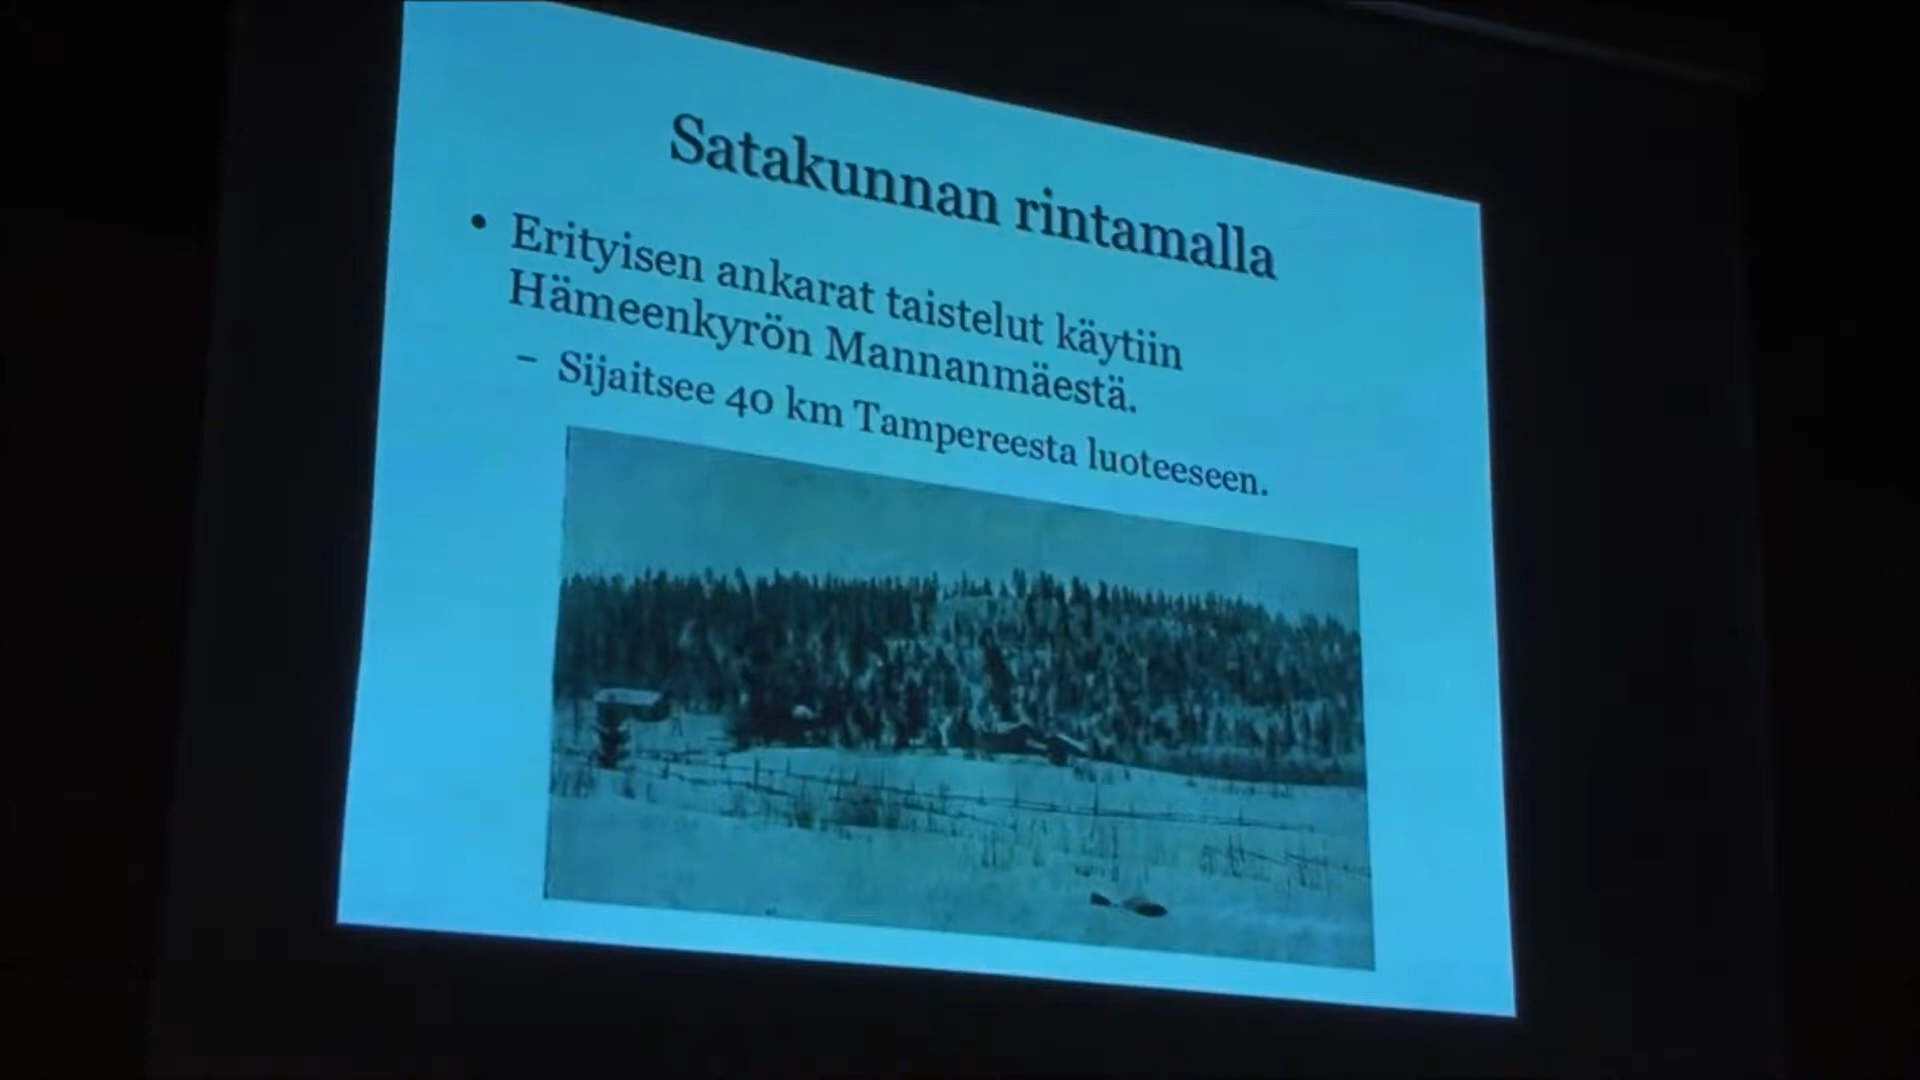 Satakunnan rintamalla
• Erityisen ankarat taistelut käytiin
Hämeenkyrön Mannanmäestä.
– Sijaitsee 40 km Tampereesta luoteeseen.